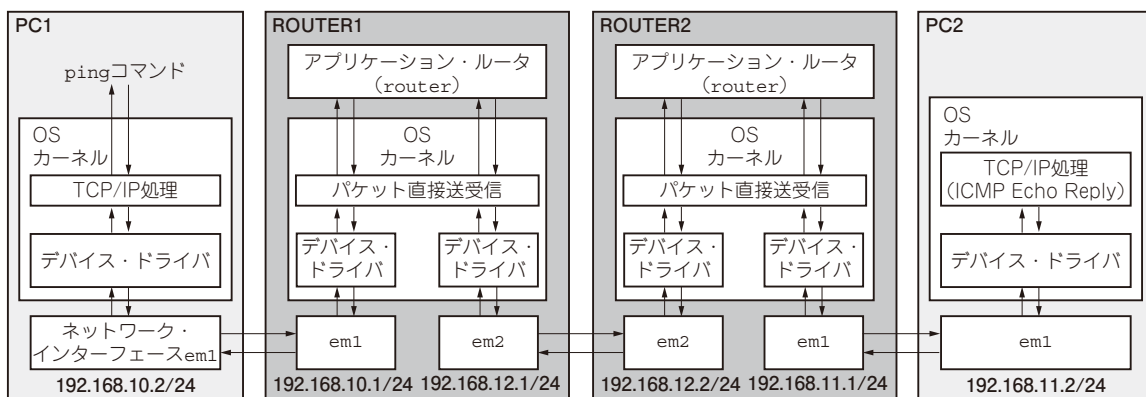 PC1
pingコマンド
OS
カーネル
TCP/IP処理
デバイス・ドライバ
ネットワーク・
インターフェースem1
192.168.10.2/24
ROUTER1
アプリケーション・ルータ
(router)
OS
カーネル
パケット直接送受信
デバイス・
ドライバ
デバイス・
ドライバ
em1
em2
192.168.10.1/24
192.168.12.1/24
ROUTER2
アプリケーション・ルータ
(router)
OS
カーネル
パケット直接送受信
デバイス・
ドライバ
デバイス・
ドライバ
em2
em1
192.168.12.2/24
192.168.11.1/24
PC2
OS
カーネル
TCP/IP処理
(ICMP Echo Reply)
デバイス・ドライバ
em1
192.168.11.2/24